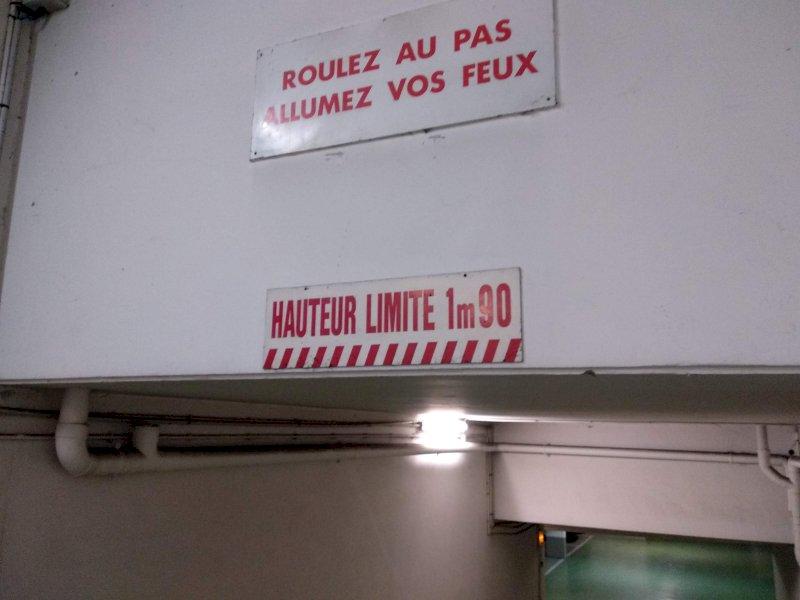 ROULEZ AU PAS
ALLUMEZ VOS FEUX
HAUTEUR LIMITE 1m90